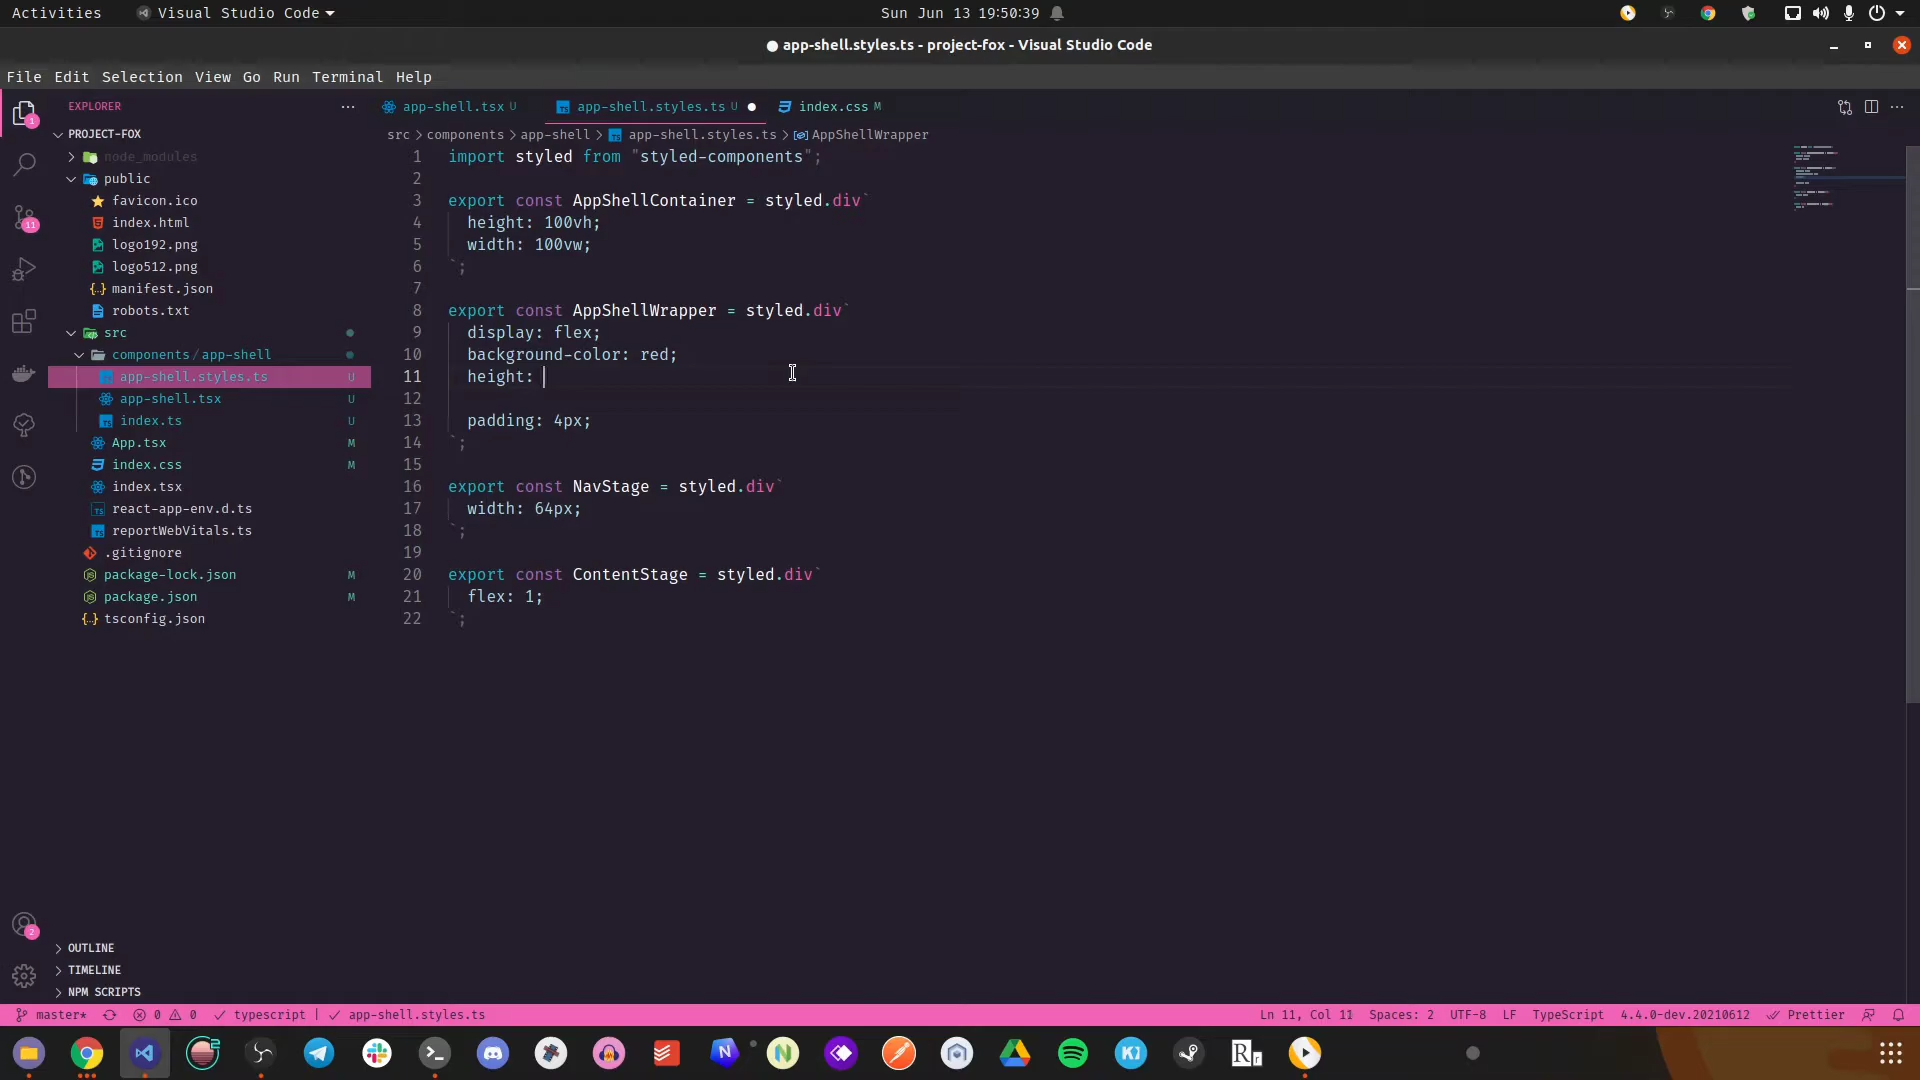 Activities
Visual Studio Code
Sun Jun 13 19:50:39
● app-shell.styles.ts - project-fox - Visual Studio Code
File Edit Selection View Go Run Terminal Help
EXPLORER
app-shell.tsx U
app-shell.styles.ts U
index.css M
PROJECT-FOX
src > components > app-shell > app-shell.styles.ts > AppShellWrapper
node_modules
public
favicon.ico
index.html
logo192.png
logo512.png
manifest.json
robots.txt
src
components / app-shell
app-shell.styles.ts U
app-shell.tsx U
index.ts U
App.tsx M
index.css M
index.tsx
react-app-env.d.ts
reportWebVitals.ts
.gitignore
package-lock.json M
package.json M
tsconfig.json
1 import styled from "styled-components";
2
3 export const AppShellContainer = styled.div`
4 height: 100vh;
5 width: 100vw;
6 `;
7
8 export const AppShellWrapper = styled.div`
9 display: flex;
10 background-color: red;
11 height:
12
13 padding: 4px;
14 `;
15
16 export const NavStage = styled.div`
17 width: 64px;
18 `;
19
20 export const ContentStage = styled.div`
21 flex: 1;
22 `;
1
11
2
OUTLINE
TIMELINE
NPM SCRIPTS
master* 0 0 typescript | app-shell.styles.ts
Ln 11, Col 11 Spaces: 2 UTF-8 LF TypeScript 4.4.0-dev.20210612 Prettier